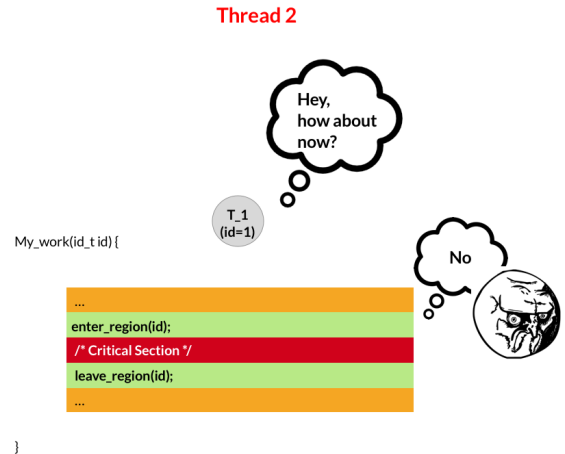 Thread 2
Hey,
how about
now?
T_1
(id=1)
My_work(id_t id) {
No
...
enter_region(id);
/* Critical Section */
leave_region(id);
...
}